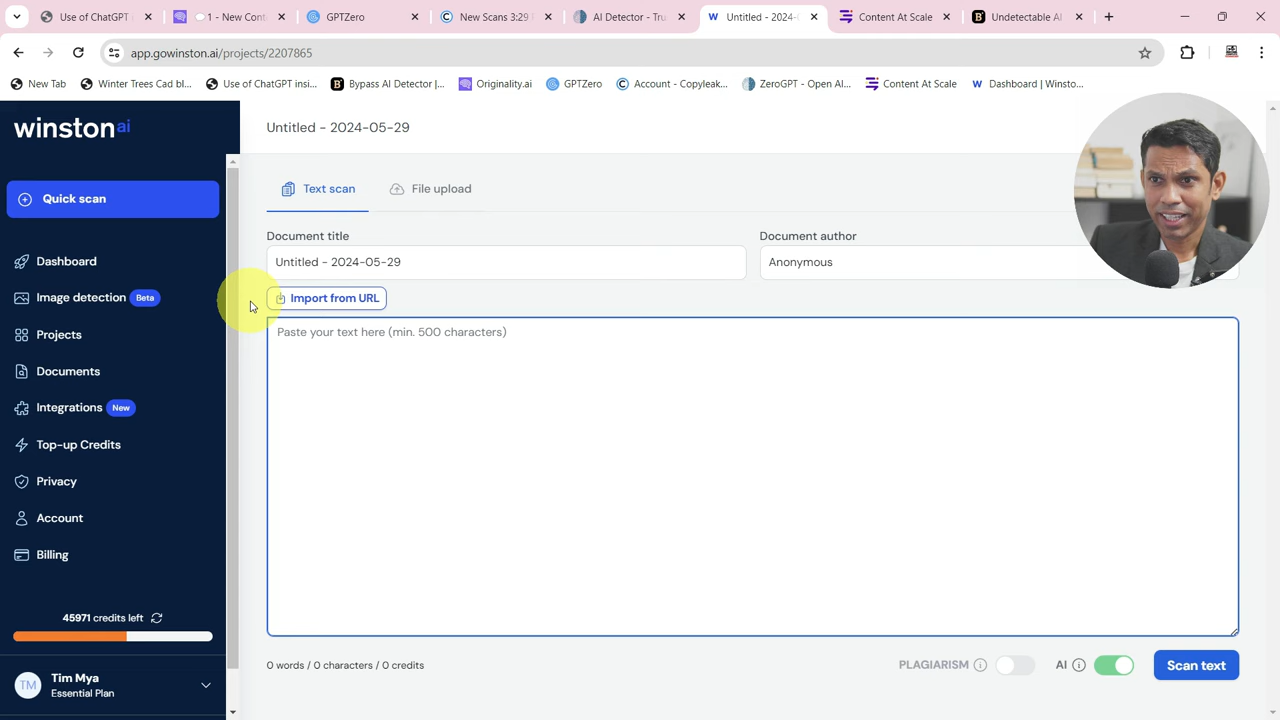 Use of ChatGPT
1 - New Cont
GPTZero
New Scans 3:29 P
AI Detector - Tru
Untitled - 2024-
Content At Scale
Undetectable AI
app.gowinston.ai/projects/2207865
New Tab
Winter Trees Cad bl...
Use of ChatGPT insi...
Bypass AI Detector |...
Originality.ai
GPTZero
Account - Copyleak...
ZeroGPT - Open AI...
Content At Scale
Dashboard | Winsto...
winston ai
Untitled - 2024-05-29
Quick scan
Text scan
File upload
Document title
Document author
Untitled - 2024-05-29
Anonymous
Dashboard
Image detection Beta
Import from URL
Paste your text here (min. 500 characters)
Projects
Documents
Integrations New
Top-up Credits
Privacy
Account
Billing
45971 credits left
0 words / 0 characters / 0 credits
PLAGIARISM
AI
Scan text
TM
Tim Mya
Essential Plan